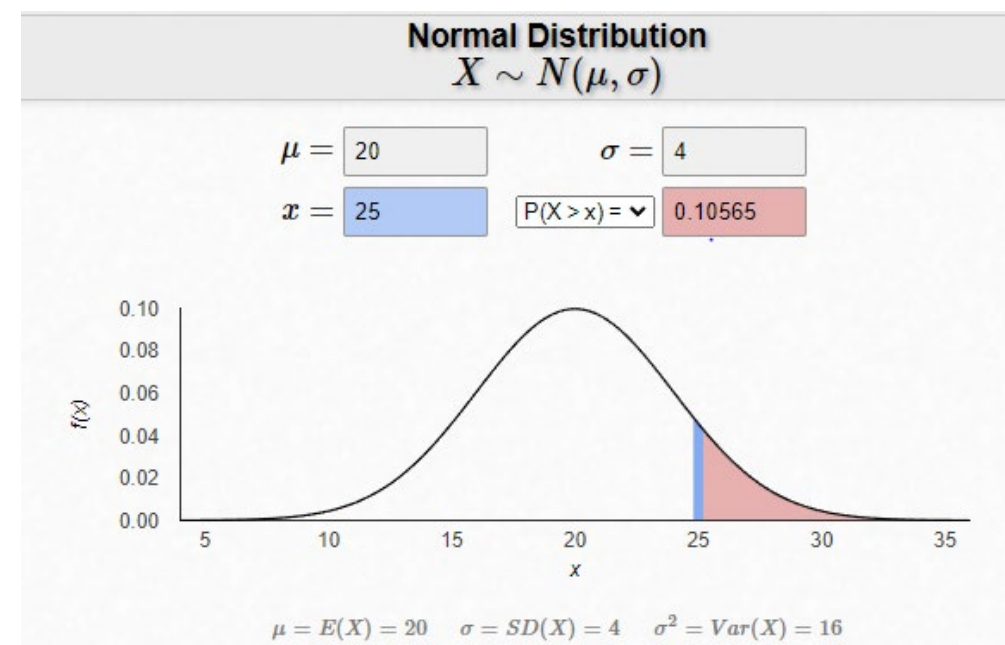 Normal Distribution
X ~ N(μ, σ)
μ = 20 σ = 4
x = 25 P(X > x) = 0.10565
0.10
0.08
0.06
0.04
0.02
0.00
f(x)
5 10 15 20 25 30 35
x
μ = E(X) = 20 σ = SD(X) = 4 σ² = Var(X) = 16